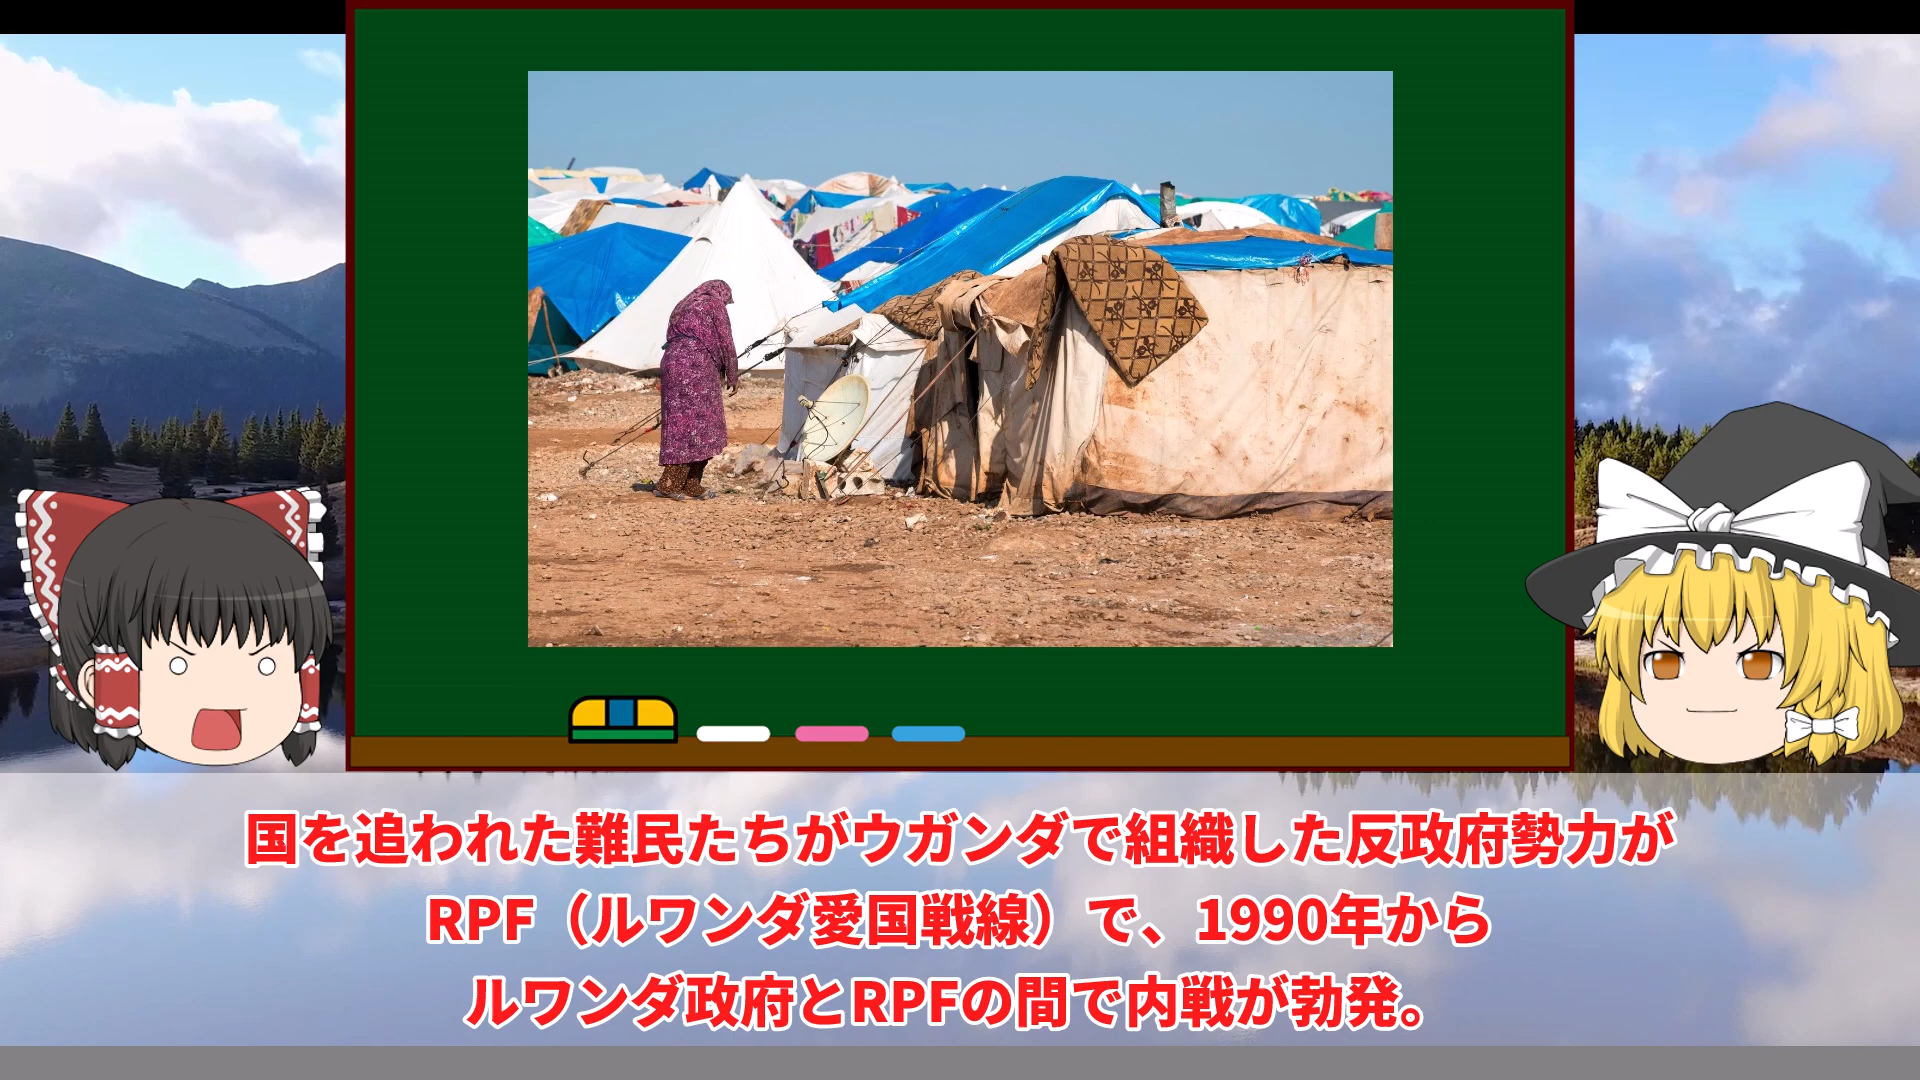 国を追われた難民たちがウガンダで組織した反政府勢力が
RPF（ルワンダ愛国戦線）で、1990年から
ルワンダ政府とRPFの間で内戦が勃発。